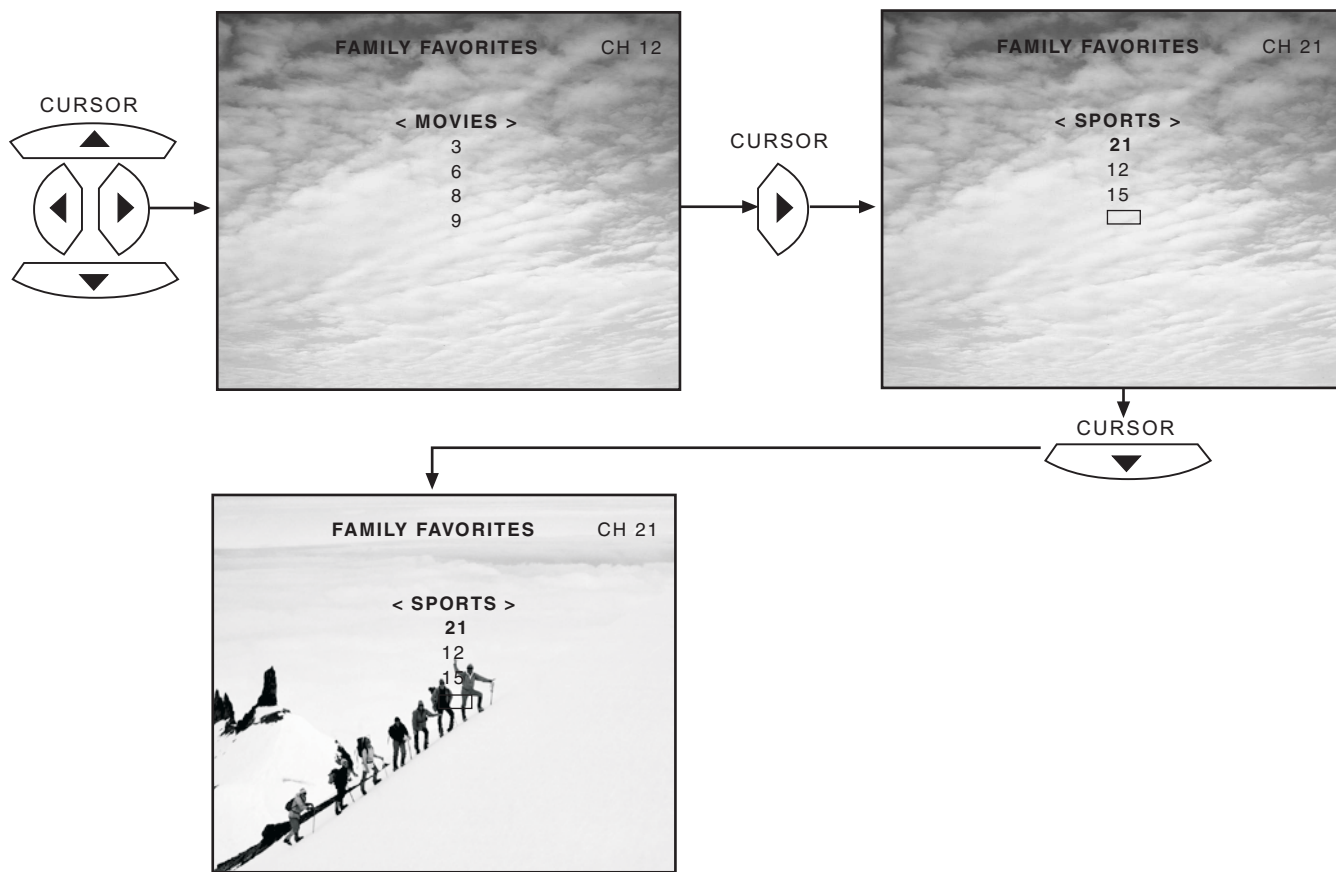 CURSOR
FAMILY FAVORITES CH 12
< MOVIES >
3
6
8
9
CURSOR
FAMILY FAVORITES CH 21
< SPORTS >
21
12
15
CURSOR
FAMILY FAVORITES CH 21
< SPORTS >
21
12
15